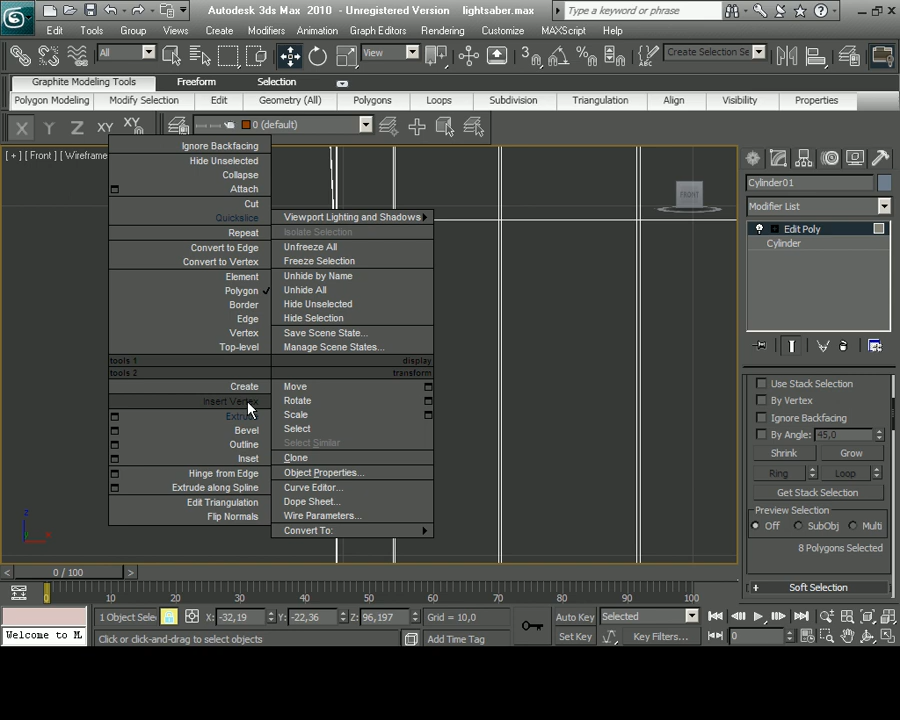 Autodesk 3ds Max 2010 - Unregistered Version lightsaber.max
Type a keyword or phrase
Edit Tools Group Views Create Modifiers Animation Graph Editors Rendering Customize MAXScript Help
All View Create Selection Se
Graphite Modeling Tools Freeform Selection
Polygon Modeling Modify Selection Edit Geometry (All) Polygons Loops Subdivision Triangulation Align Visibility Properties
X Y Z XY XY 0 (default)
[ + ] [ Front ] [ Wireframe
FRONT
Ignore Backfacing
Hide Unselected
Collapse
Attach
Cut
Quickslice
Repeat
Convert to Edge
Convert to Vertex
Element
Polygon
Border
Edge
Vertex
Top-level
tools 1
tools 2
Create
Insert Vertex
Extrude
Bevel
Outline
Inset
Hinge from Edge
Extrude along Spline
Edit Triangulation
Flip Normals
Viewport Lighting and Shadows
Isolate Selection
Unfreeze All
Freeze Selection
Unhide by Name
Unhide All
Hide Unselected
Hide Selection
Save Scene State...
Manage Scene States...
display
transform
Move
Rotate
Scale
Select
Select Similar
Clone
Object Properties...
Curve Editor...
Dope Sheet...
Wire Parameters...
Convert To:
z
x
Cylinder01
Modifier List
Edit Poly
Cylinder
Use Stack Selection
By Vertex
Ignore Backfacing
By Angle: 45,0
Shrink Grow
Ring Loop
Get Stack Selection
Preview Selection
Off SubObj Multi
8 Polygons Selected
+ Soft Selection
< 0 / 100 >
0 10 20 30 40 50 60 70 80 90 100
1 Object Sele X: -32,19 Y: -22,36 Z: 96,197 Grid = 10,0 Auto Key Selected
Welcome to M Click or click-and-drag to select objects Add Time Tag Set Key Key Filters... 0